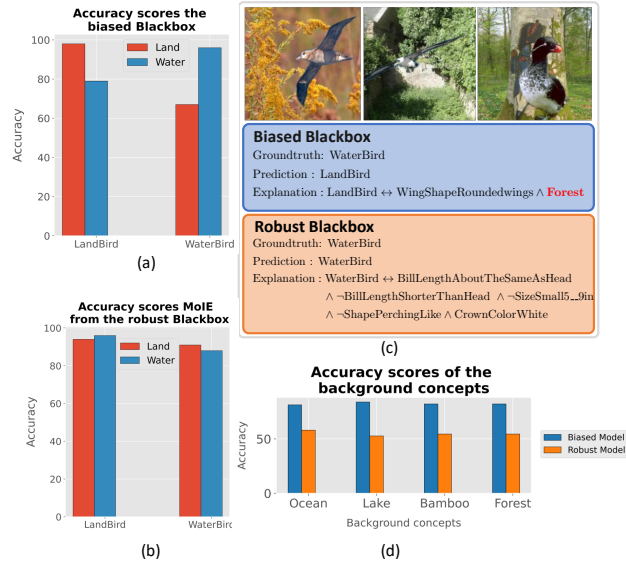 Accuracy scores the
biased Blackbox
100
80
60
40
20
0
Accuracy
Land
Water
LandBird
WaterBird
(a)
Accuracy scores MoIE
from the robust Blackbox
100
80
60
40
20
0
Accuracy
Land
Water
LandBird
WaterBird
(b)
Biased Blackbox
Groundtruth: WaterBird
Prediction : LandBird
Explanation : LandBird ↔ WingShapeRoundedwings ∧ Forest
Robust Blackbox
Groundtruth: WaterBird
Prediction : WaterBird
Explanation : WaterBird ↔ BillLengthAboutTheSameAsHead
∧ ¬BillLengthShorterThanHead ∧ ¬SizeSmall5_9in
∧ ¬ShapePerchingLike ∧ CrownColorWhite
(c)
Accuracy scores of the
background concepts
50
0
Accuracy
Ocean
Lake
Bamboo
Forest
Background concepts
Biased Model
Robust Model
(d)